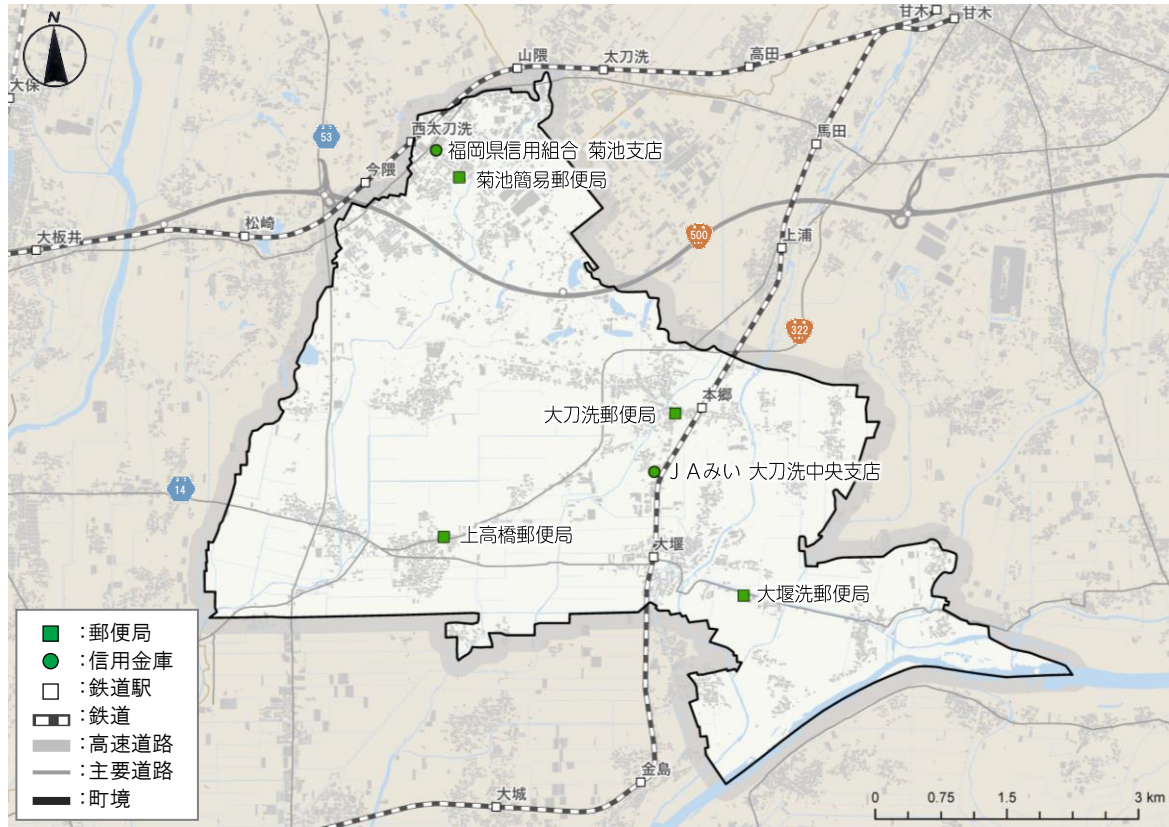 N
甘木
甘木
山隈
太刀洗
高田
大保
西太刀洗
53
馬田
福岡県信用組合 菊池支店
今隈
菊池簡易郵便局
松崎
大板井
500
上浦
322
本郷
大刀洗郵便局
ＪＡみい 大刀洗中央支店
14
上高橋郵便局
大堰
大堰洗郵便局
：郵便局
：信用金庫
：鉄道駅
：鉄道
：高速道路
：主要道路
：町境
金島
大城
0 0.75 1.5 3 km